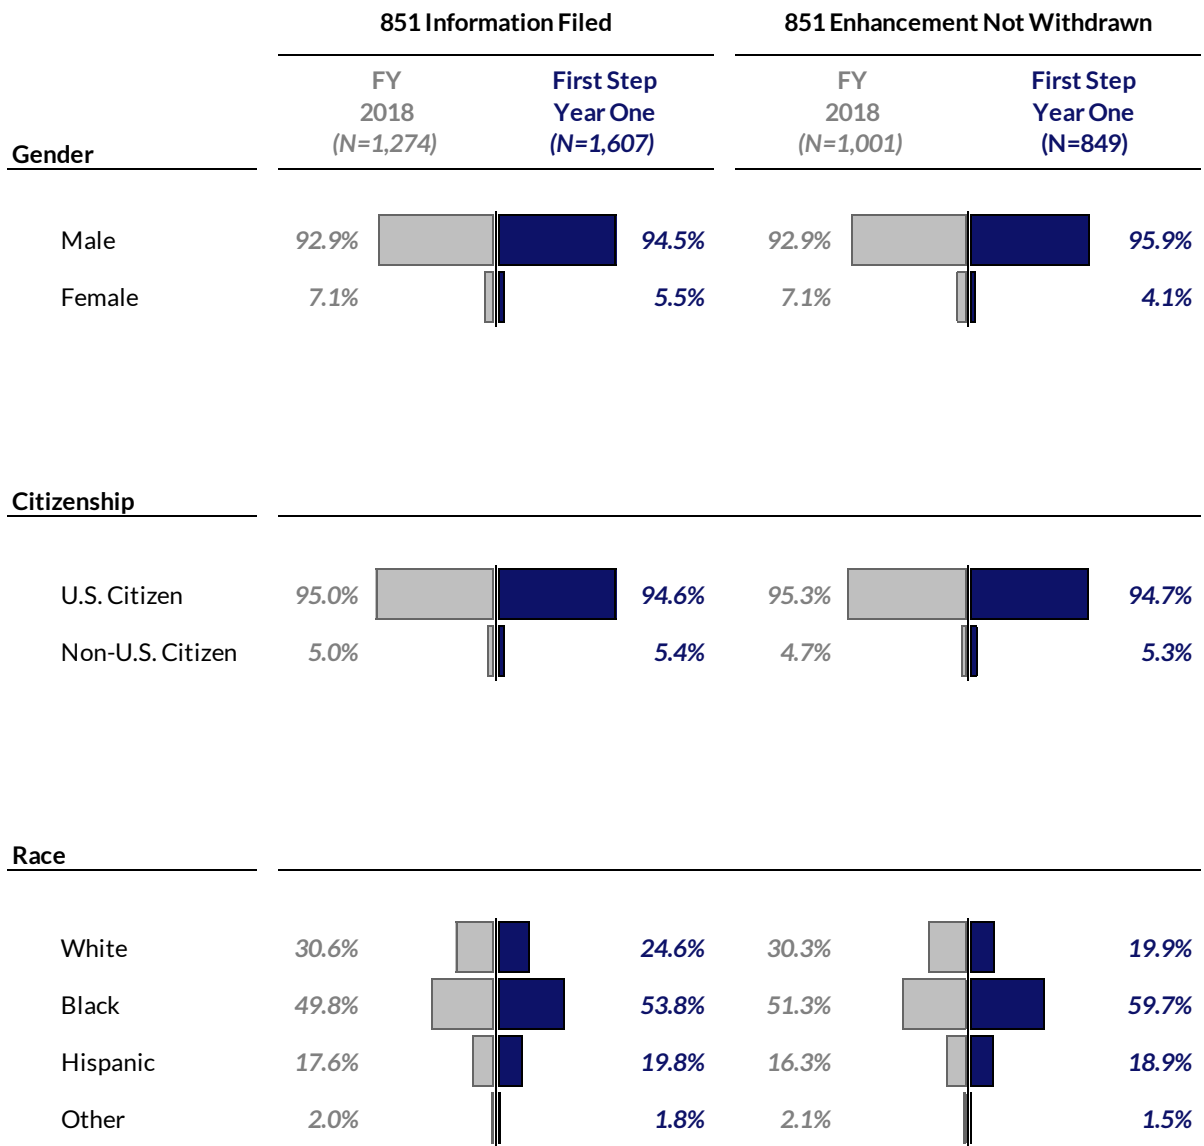 851 Information Filed 851 Enhancement Not Withdrawn
FY First Step FY First Step
2018 Year One 2018 Year One
Gender (N=1,274) (N=1,607) (N=1,001) (N=849)
Male 92.9% 94.5% 92.9% 95.9%
Female 7.1% 5.5% 7.1% 4.1%
Citizenship
U.S. Citizen 95.0% 94.6% 95.3% 94.7%
Non-U.S. Citizen 5.0% 5.4% 4.7% 5.3%
Race
White 30.6% 24.6% 30.3% 19.9%
Black 49.8% 53.8% 51.3% 59.7%
Hispanic 17.6% 19.8% 16.3% 18.9%
Other 2.0% 1.8% 2.1% 1.5%